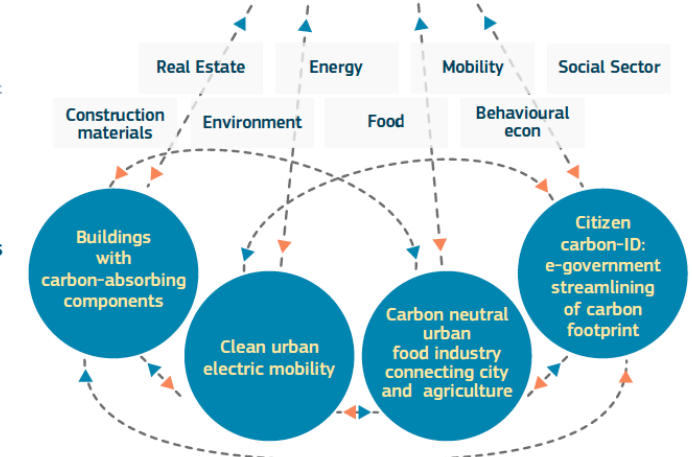 Real Estate
Energy
Mobility
Social Sector
Construction
materials
Environment
Food
Behavioural
econ
Buildings
with
carbon-absorbing
components
Clean urban
electric mobility
Carbon neutral
urban
food industry
connecting city
and agriculture
Citizen
carbon-ID:
e-government
streamlining
of carbon
footprint